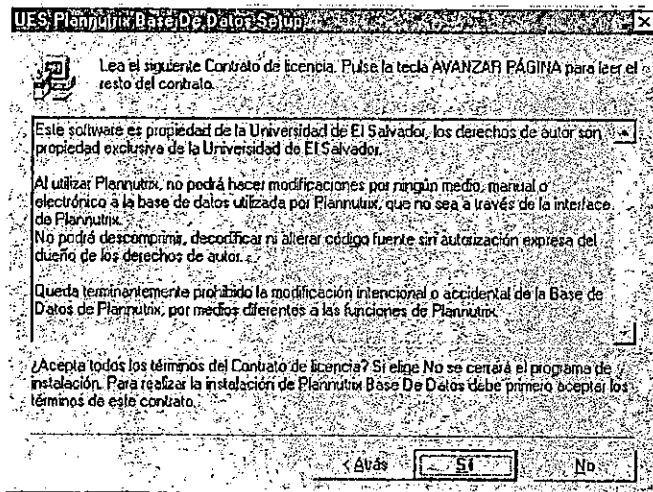 UES Plannutrix Base De Datos Setup
Lea el siguiente Contrato de licencia. Pulse la tecla AVANZAR PÁGINA para leer el
resto del contrato.
Este software es propiedad de la Universidad de El Salvador, los derechos de autor son
propiedad exclusiva de la Universidad de El Salvador.
Al utilizar Plannutrix, no podrá hacer modificaciones por ningún medio, manual o
electrónico a la base de datos utilizada por Plannutrix, que no sea a través de la interface
de Plannutrix.
No podrá descomprimir, decodificar ni alterar código fuente sin autorización expresa del
dueño de los derechos de autor.
Queda terminantemente prohibido la modificación intencional o accidental de la Base de
Datos de Plannutrix, por medios diferentes a las funciones de Plannutrix.
¿Acepta todos los términos del Contrato de licencia? Si elige No se cerrará el programa de
instalación. Para realizar la instalación de Plannutrix Base De Datos debe primero aceptar los
términos de este contrato.
< Atrás Sí No